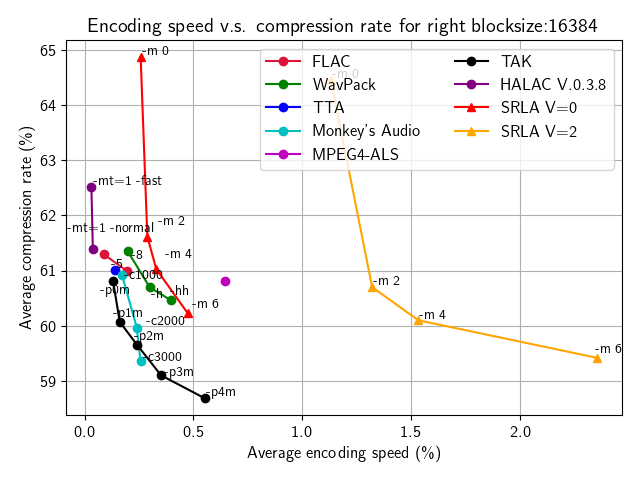 Encoding speed v.s. compression rate for right blocksize:16384
Average compression rate (%)
65
64
63
62
61
60
59
FLAC
WavPack
TTA
Monkey's Audio
MPEG4-ALS
TAK
HALAC V.0.3.8
SRLA V=0
SRLA V=2
-m 0
-m 0
-mt=1 -fast
-mt=1 -normal
-m 2
-8
-m 4
-5
-c1000
-m 2
-p0m
-h
-hh
-m 6
-p1m
-c2000
-m 4
-p2m
-c3000
-m 6
-p3m
-p4m
0.0
0.5
1.0
1.5
2.0
Average encoding speed (%)